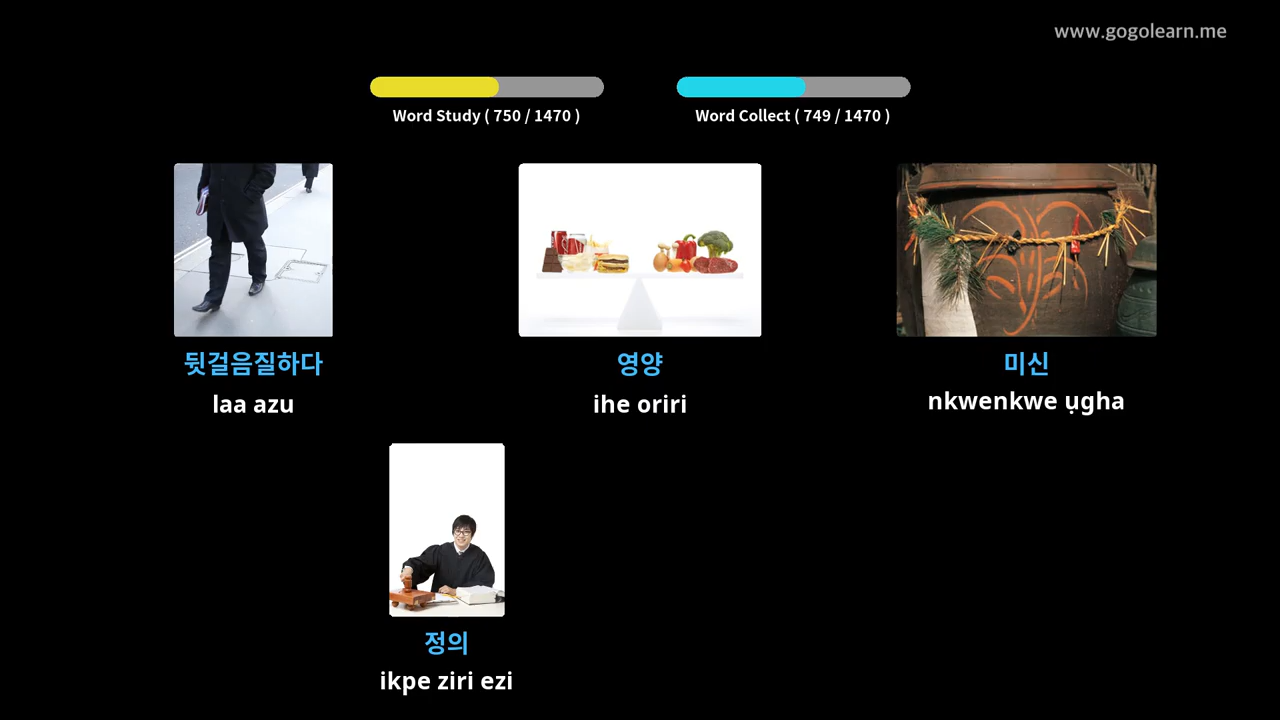 www.gogolearn.me
Word Study ( 750 / 1470 )
Word Collect ( 749 / 1470 )
뒷걸음질하다
laa azu
영양
ihe oriri
미신
nkwenkwe ụgha
정의
ikpe ziri ezi